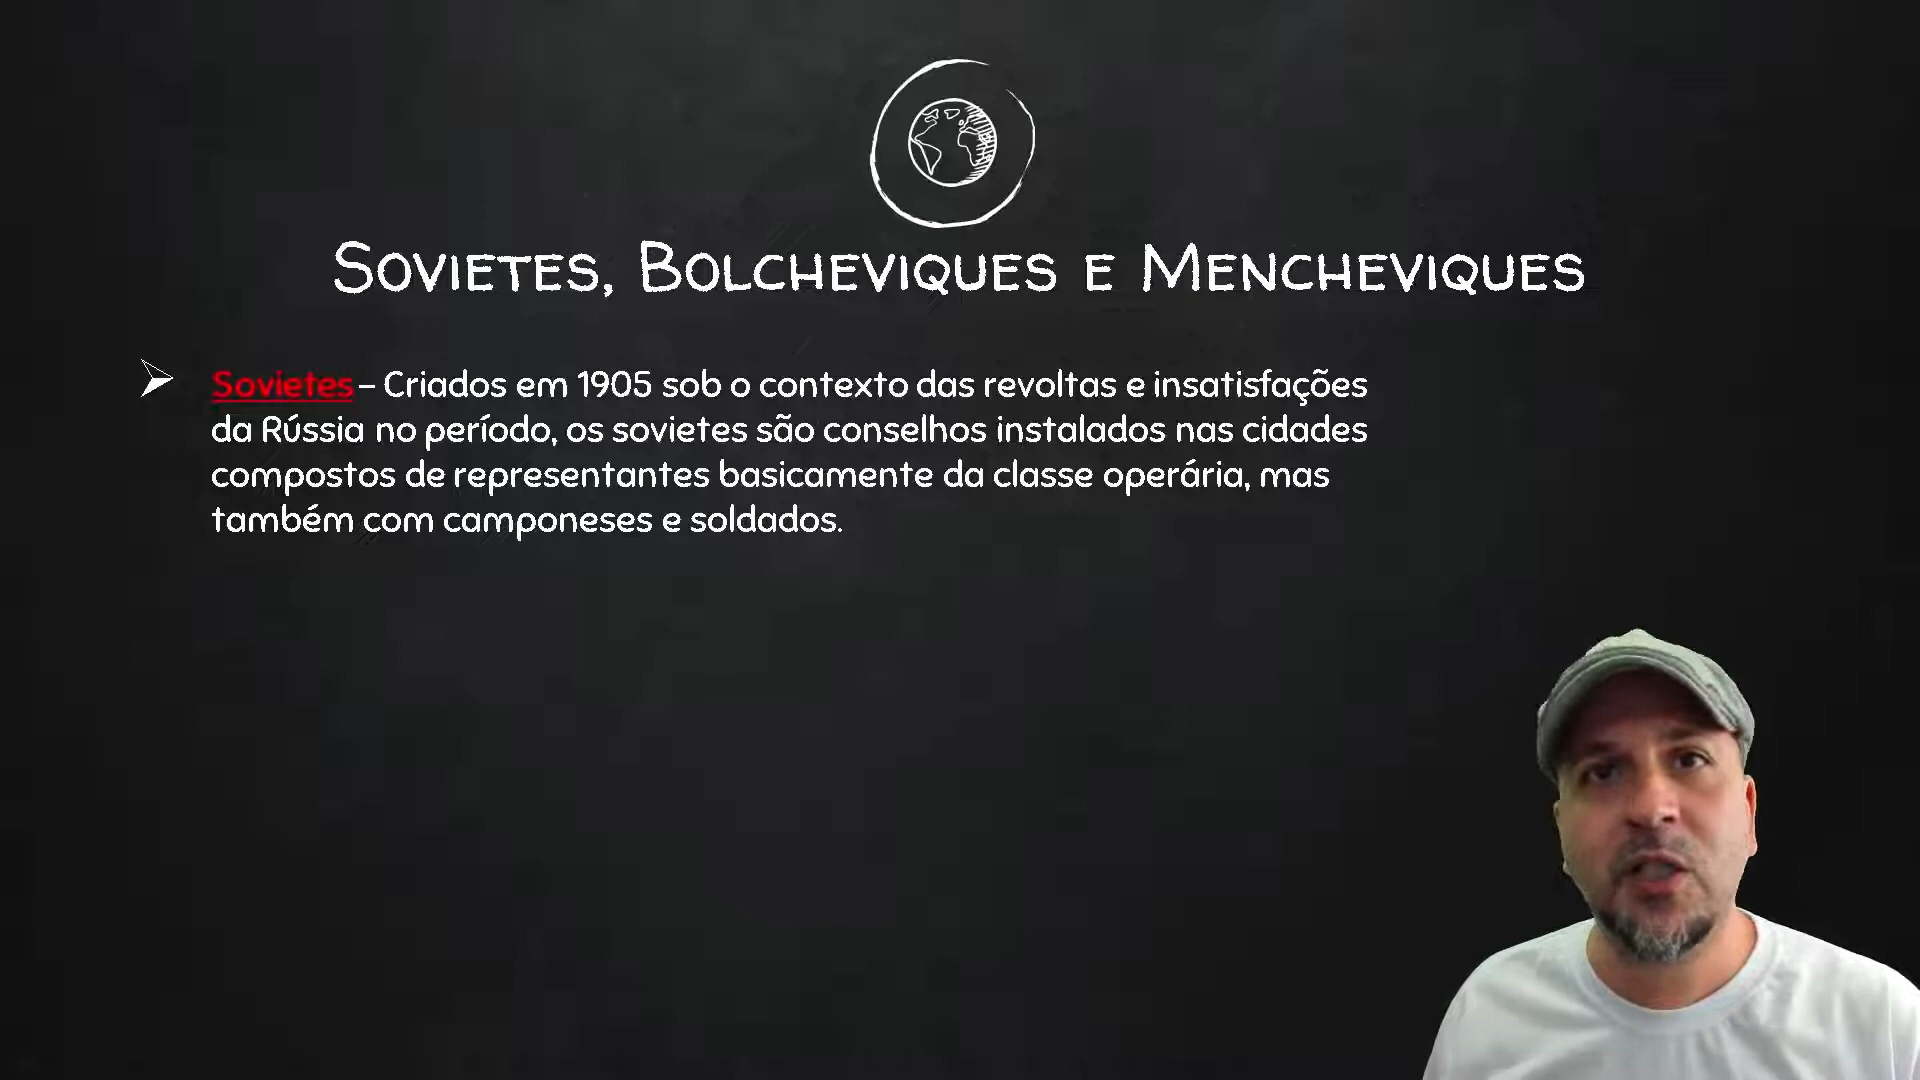 Sovietes, Bolcheviques e Mencheviques
Sovietes – Criados em 1905 sob o contexto das revoltas e insatisfações
da Rússia no período, os sovietes são conselhos instalados nas cidades
compostos de representantes basicamente da classe operária, mas
também com camponeses e soldados.